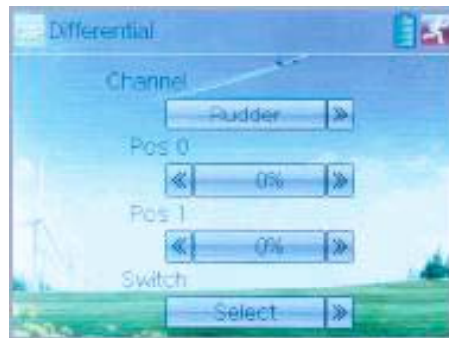 Differential
Channel
Rudder
Pos 0
0%
Pos 1
0%
Switch
Select